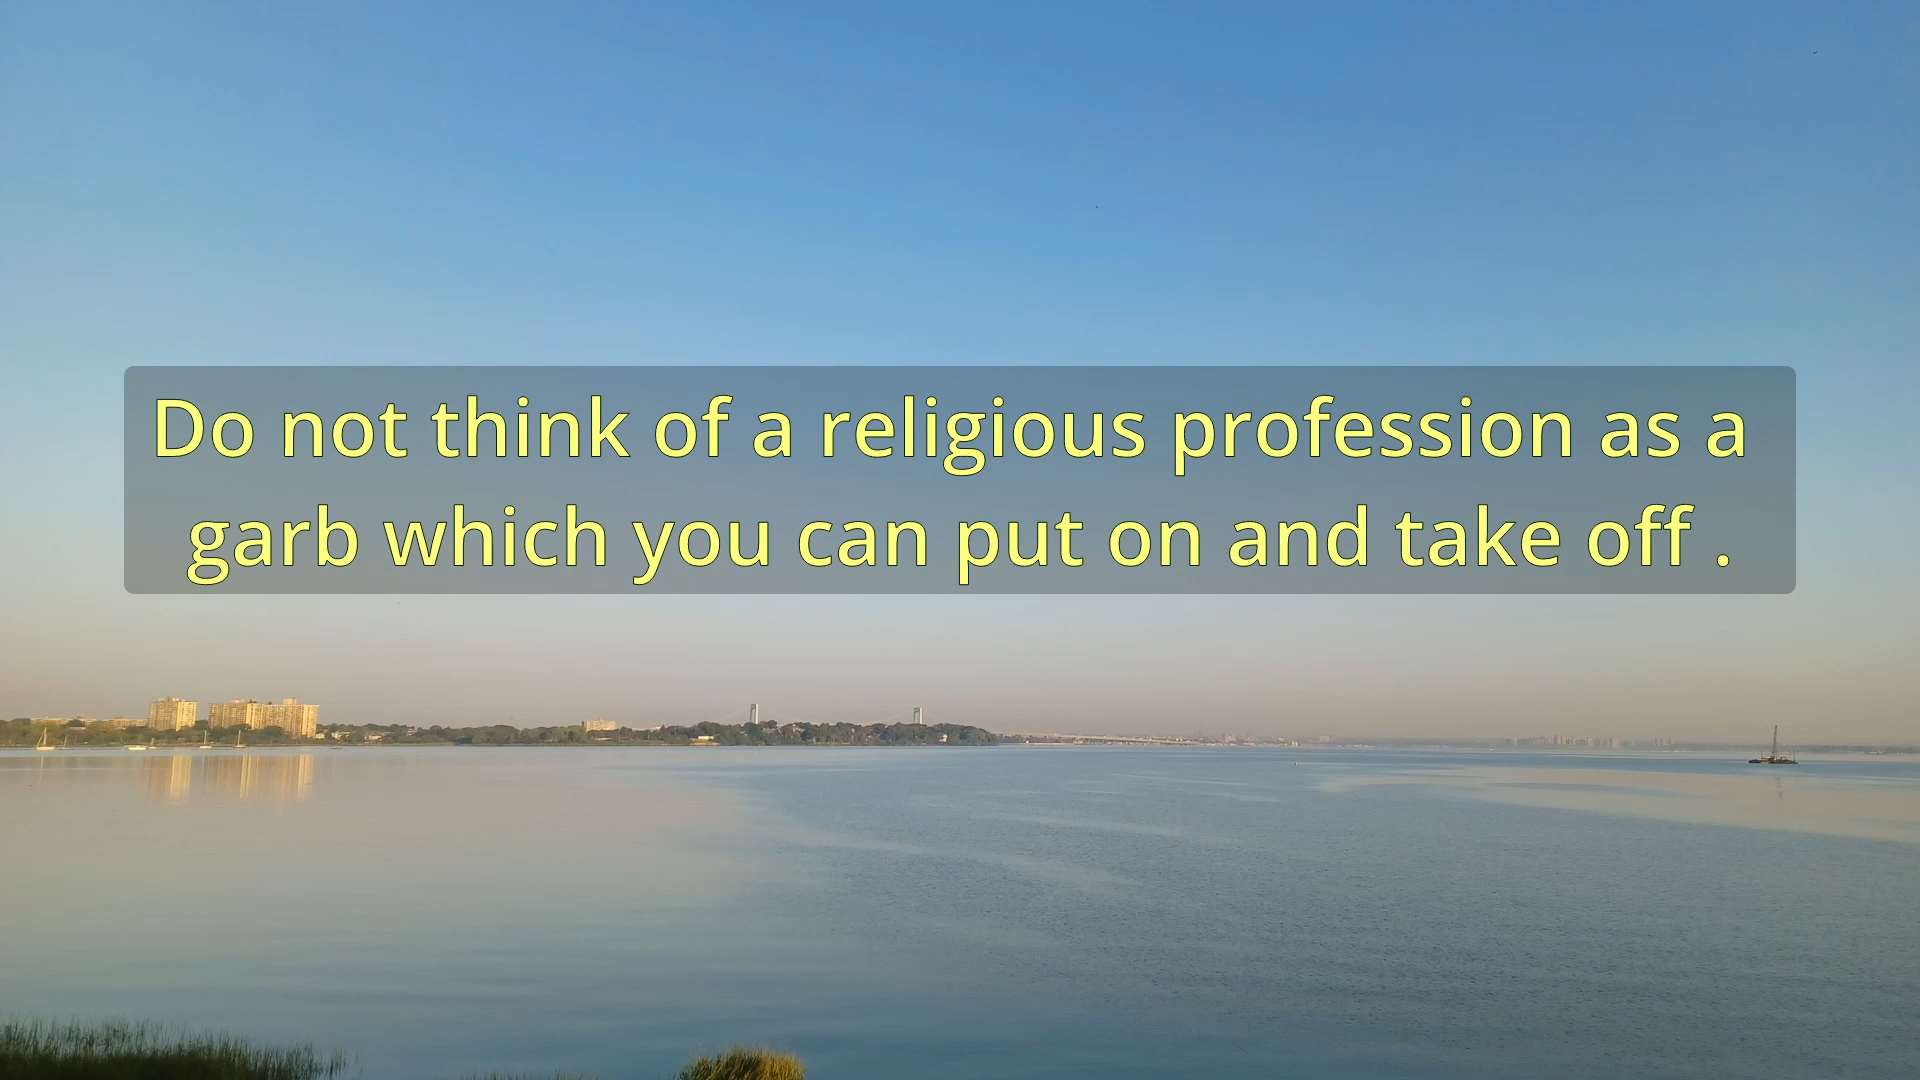 Do not think of a religious profession as a
garb which you can put on and take off .